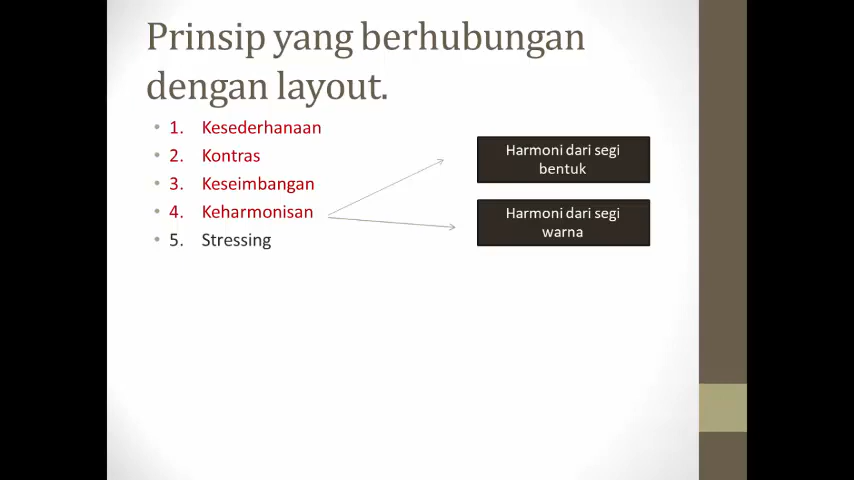 Prinsip yang berhubungan
dengan layout.
• 1. Kesederhanaan
• 2. Kontras
• 3. Keseimbangan
• 4. Keharmonisan
• 5. Stressing
Harmoni dari segi
bentuk
Harmoni dari segi
warna